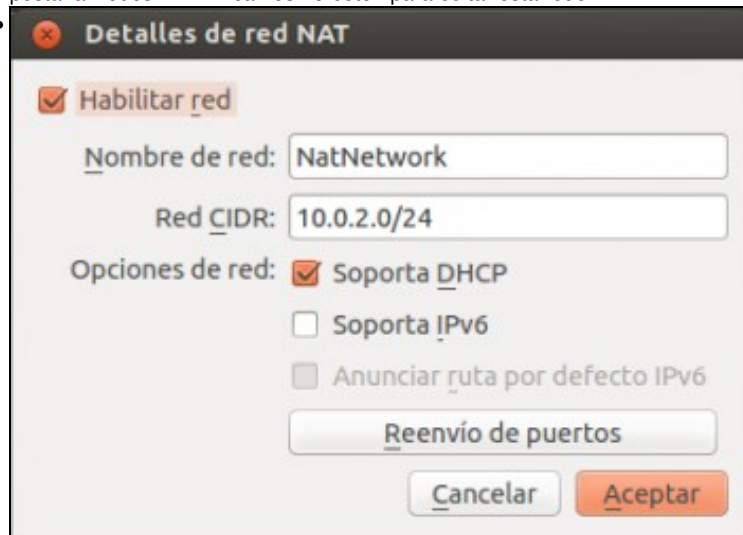 Detalles de red NAT
Habilitar red
Nombre de red: NatNetwork
Red CIDR: 10.0.2.0/24
Opciones de red: Soporta DHCP
Soporta IPv6
Anunciar ruta por defecto IPv6
Reenvío de puertos
Cancelar Aceptar